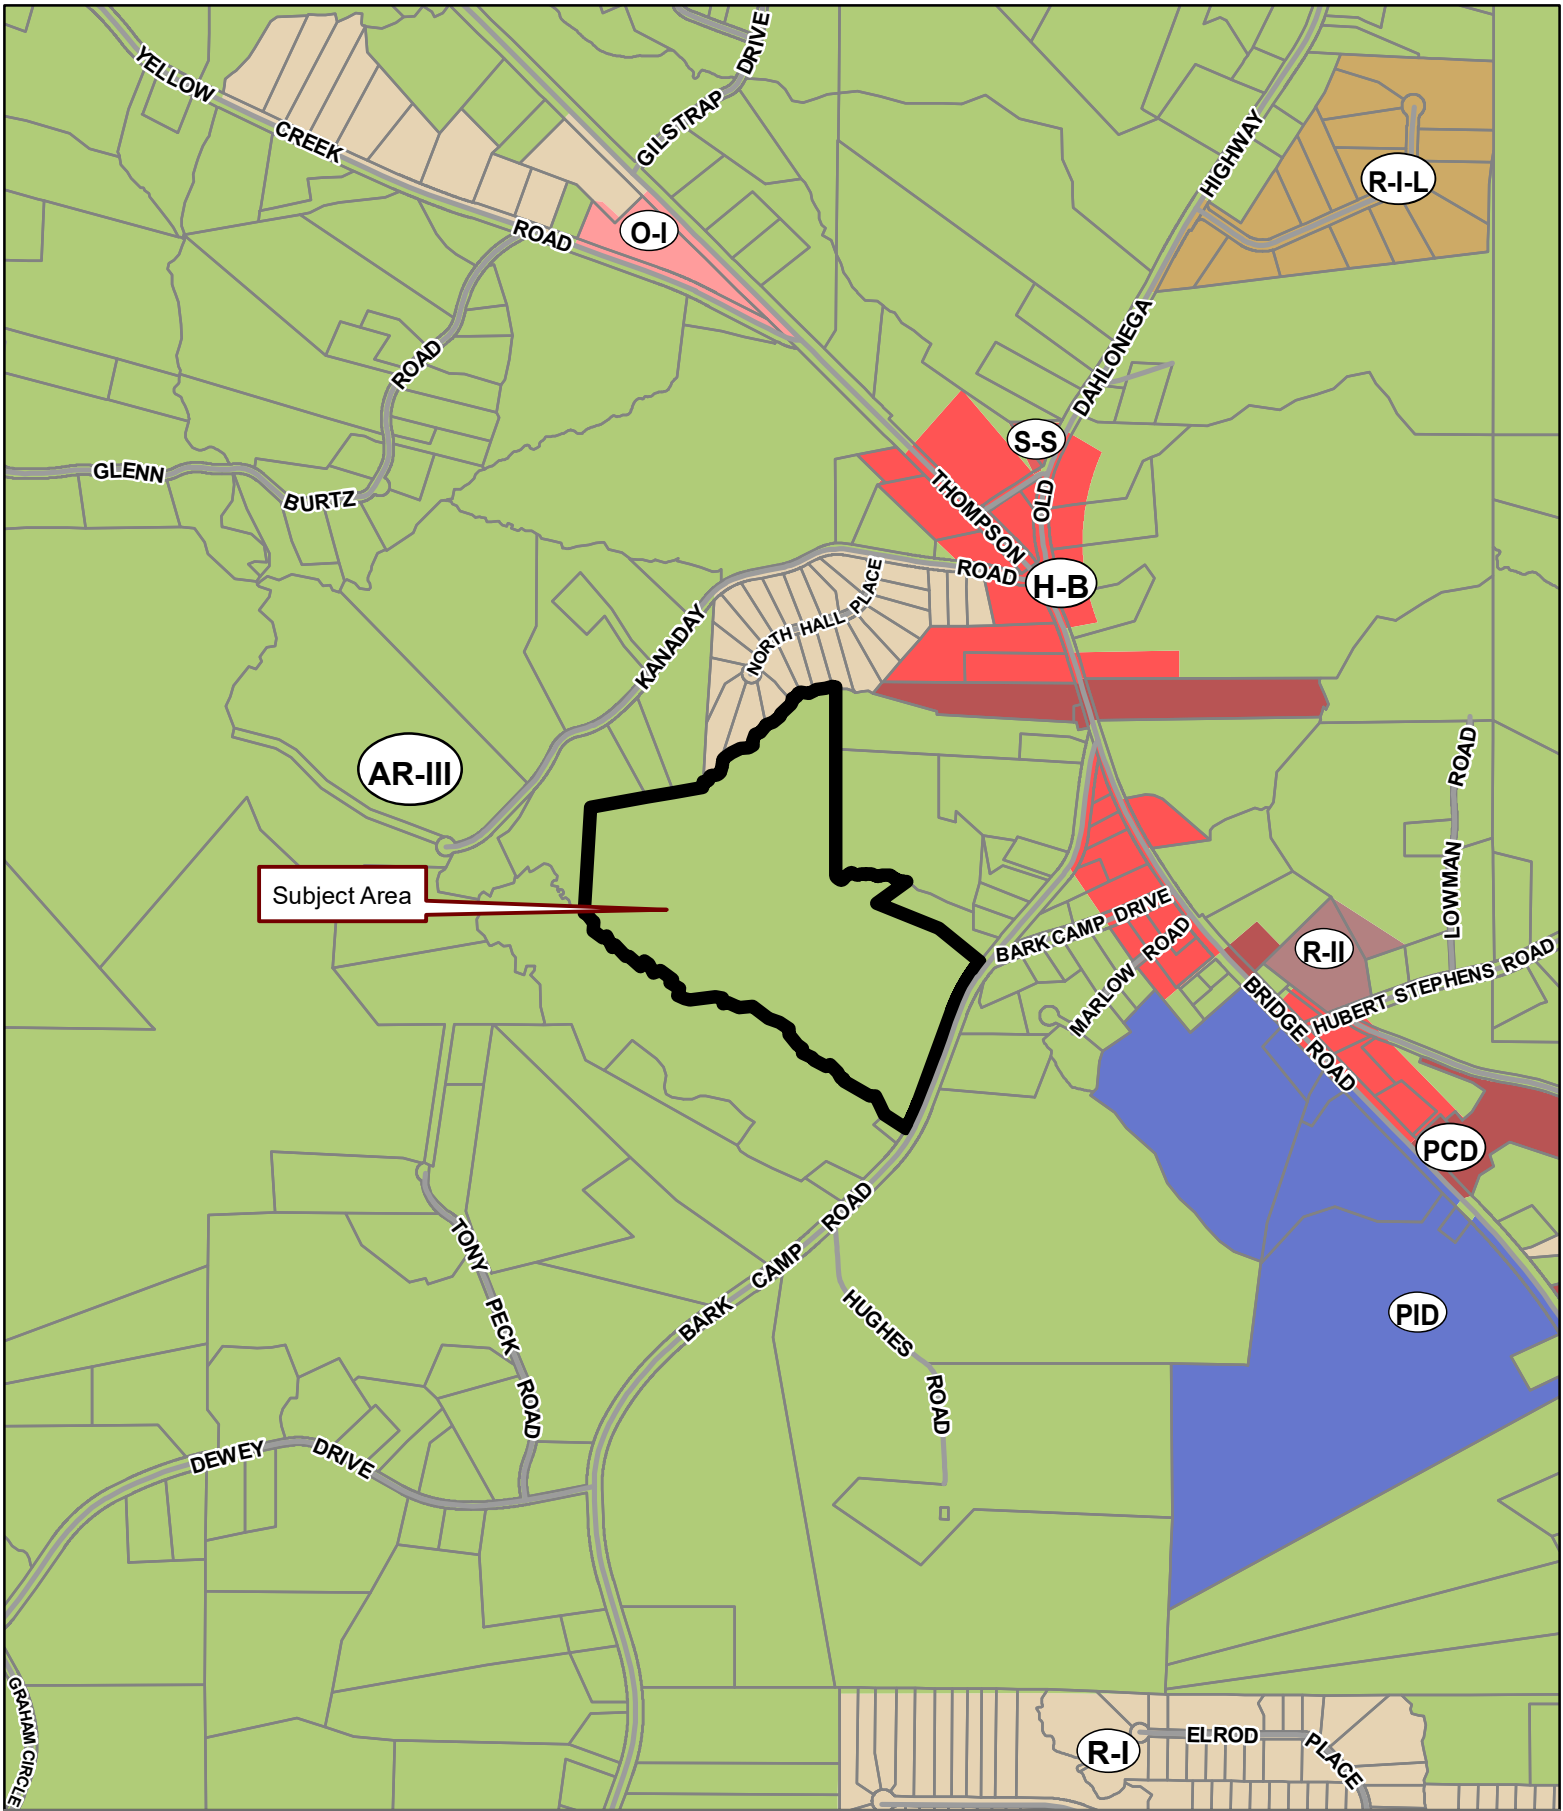 YELLOW
CREEK
ROAD
GILSTRAP
DRIVE
O-I
HIGHWAY
R-I-L
DAHLONEGA
ROAD
S-S
OLD
THOMPSON
GLENN
BURTZ
ROAD
H-B
KANADAY
NORTH HALL PLACE
AR-III
ROAD
LOWMAN
Subject Area
BARK CAMP DRIVE
MARLOW ROAD
R-II
HUBERT STEPHENS ROAD
BRIDGE ROAD
PCD
TONY
PECK
ROAD
BARK
CAMP
ROAD
HUGHES
ROAD
PID
DEWEY
DRIVE
GRAHAM CIRCLE
R-I
ELROD
PLACE